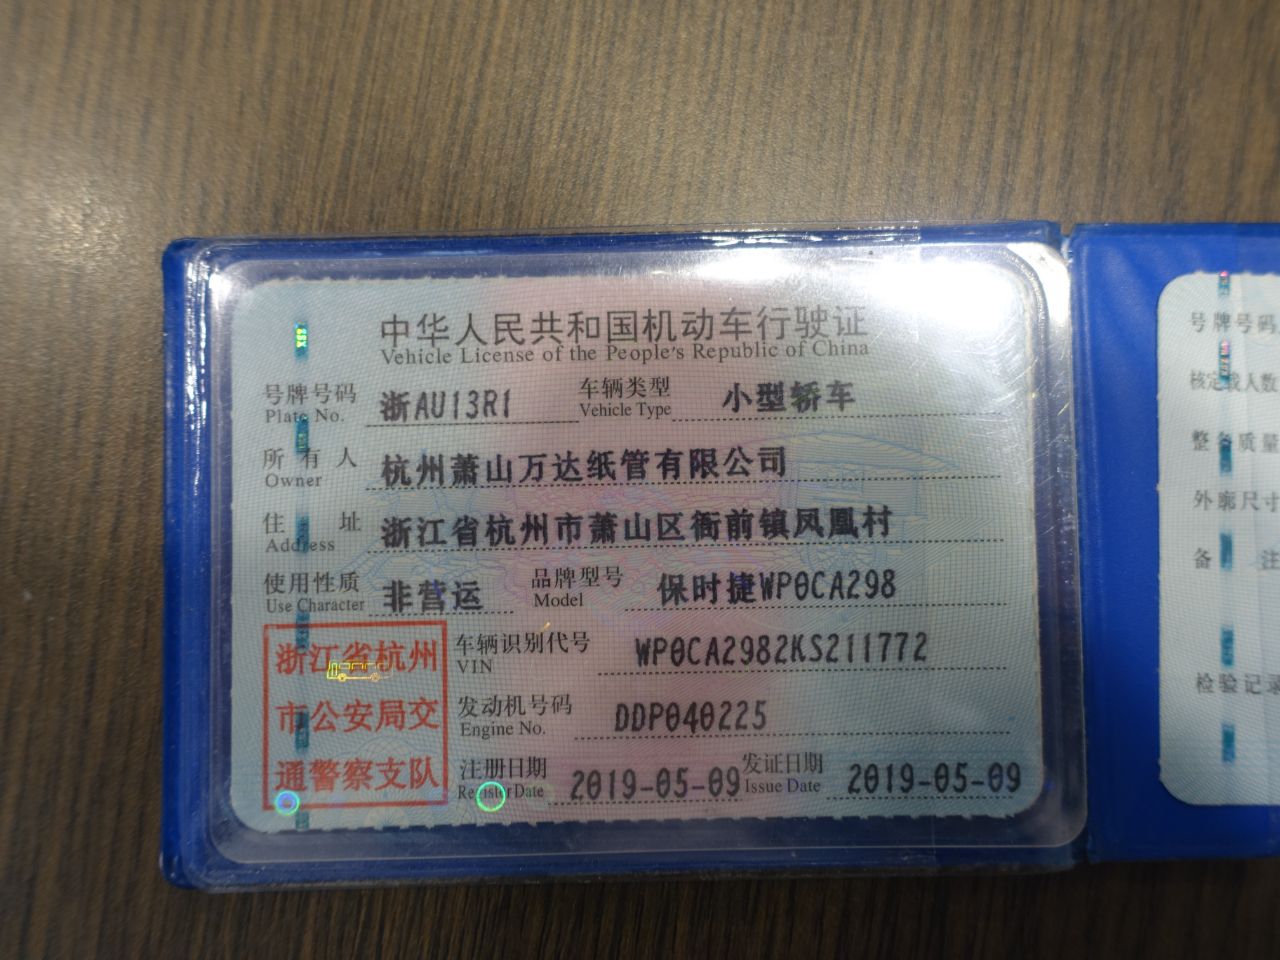 中华人民共和国机动车行驶证
Vehicle License of the People's Republic of China
号牌号码 浙AU13R1 车辆类型 小型轿车
Plate No. Vehicle Type
所有人 杭州萧山万达纸管有限公司
Owner
住址 浙江省杭州市萧山区衙前镇凤凰村
Address
使用性质 非营运 品牌型号 保时捷WP0CA298
Use Character Model
浙江省杭州
市公安局交
通警察支队
车辆识别代号 WP0CA2982KS211772
VIN
发动机号码 DDP040225
Engine No.
注册日期 2019-05-09 发证日期 2019-05-09
Register Date Issue Date
号牌号码
核定载人数
整备质量
外廓尺寸
备注
检验记录